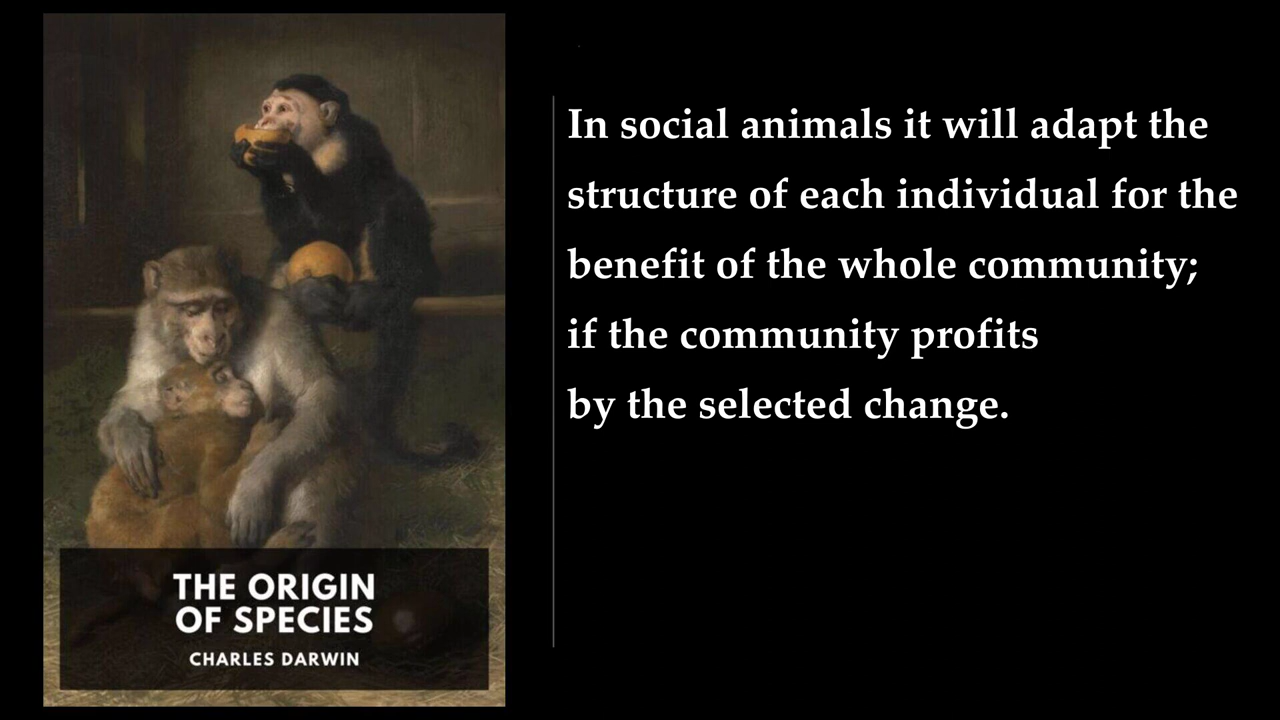 In social animals it will adapt the
structure of each individual for the
benefit of the whole community;
if the community profits
by the selected change.
THE ORIGIN
OF SPECIES
CHARLES DARWIN